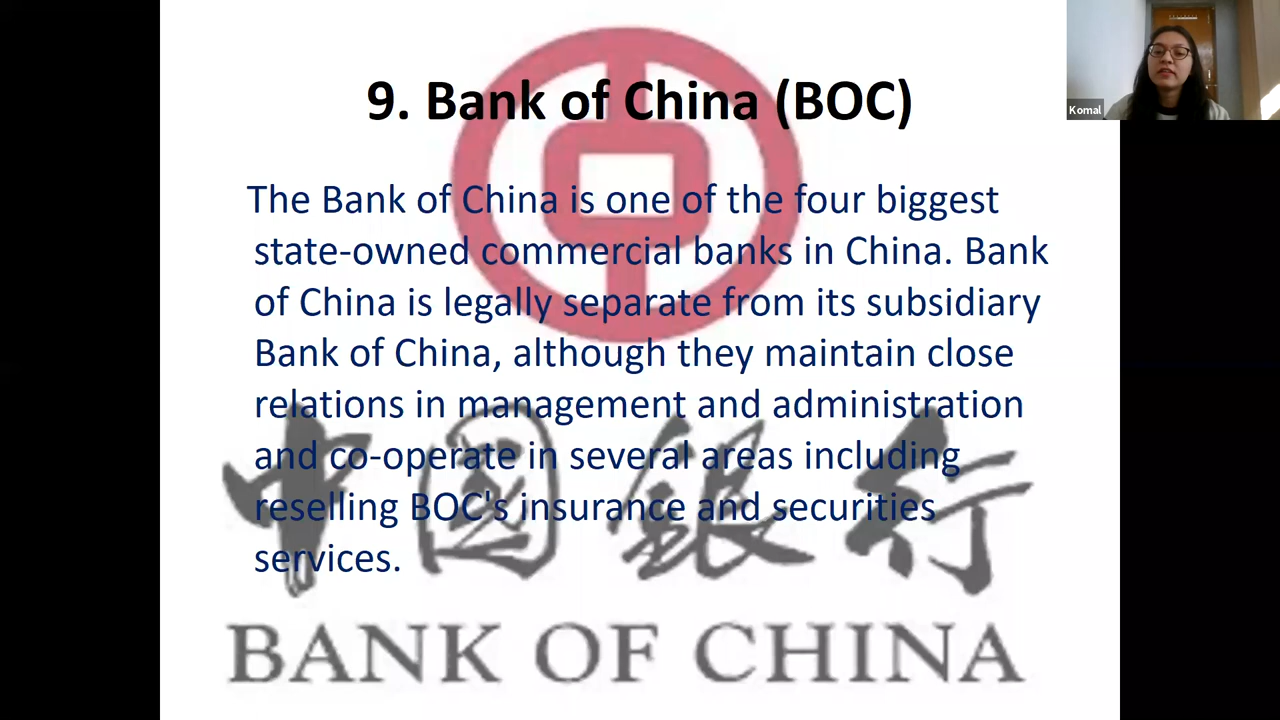 9. Bank of China (BOC)
Komal
The Bank of China is one of the four biggest
state-owned commercial banks in China. Bank
of China is legally separate from its subsidiary
Bank of China, although they maintain close
relations in management and administration
and co-operate in several areas including
reselling BOC's insurance and securities
services.
中國銀行
BANK OF CHINA